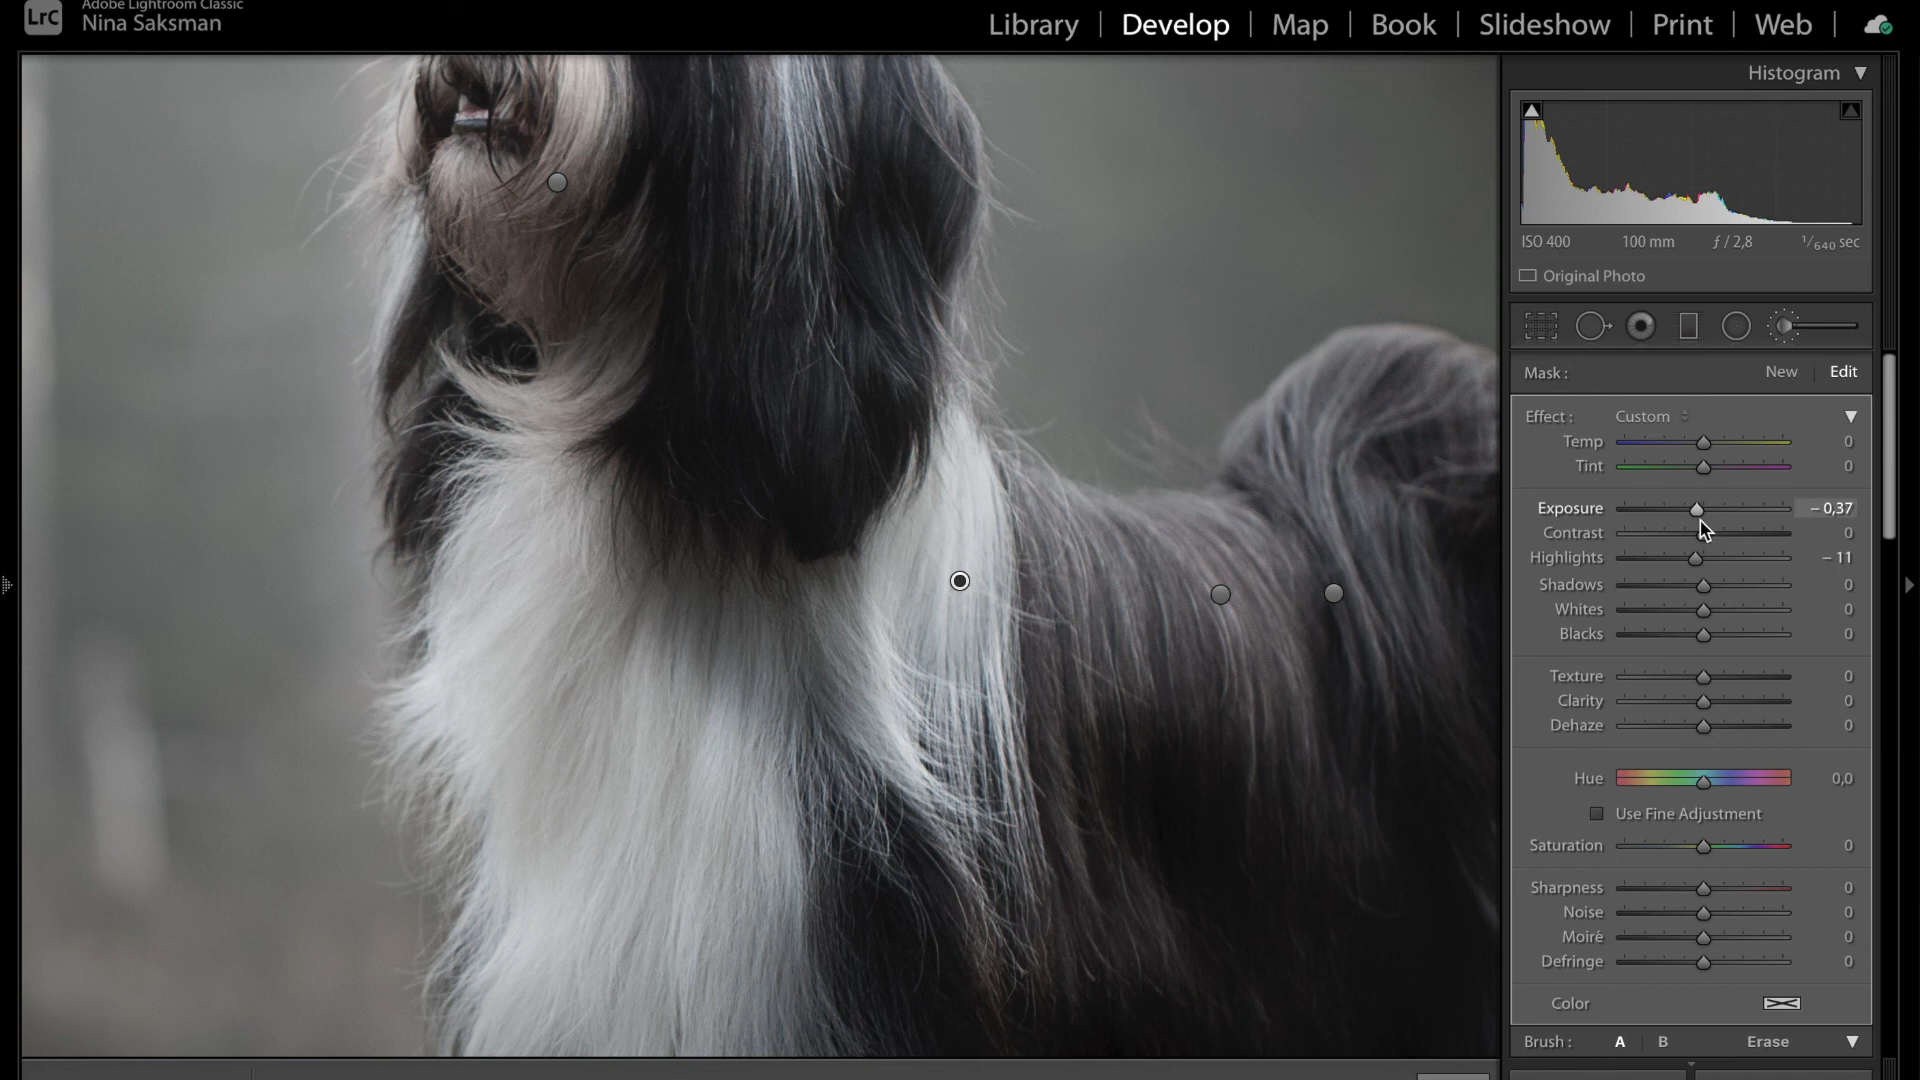 LrC
Adobe Lightroom Classic
Nina Saksman
Library | Develop | Map | Book | Slideshow | Print | Web |
Histogram
ISO 400 100 mm ƒ / 2,8 1/640 sec
Original Photo
Mask : New | Edit
Effect : Custom
Temp 0
Tint 0
Exposure – 0,37
Contrast 0
Highlights – 11
Shadows 0
Whites 0
Blacks 0
Texture 0
Clarity 0
Dehaze 0
Hue 0,0
Use Fine Adjustment
Saturation 0
Sharpness 0
Noise 0
Moiré 0
Defringe 0
Color
Brush : A | B Erase